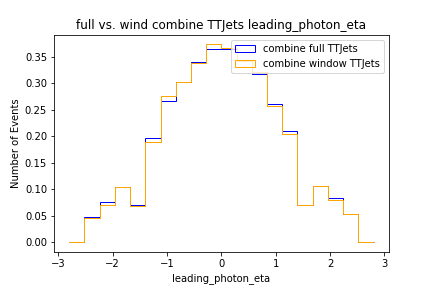 full vs. wind combine TTJets leading_photon_eta
combine full TTJets
combine window TTJets
Number of Events
0.35
0.30
0.25
0.20
0.15
0.10
0.05
0.00
−3 −2 −1 0 1 2 3
leading_photon_eta